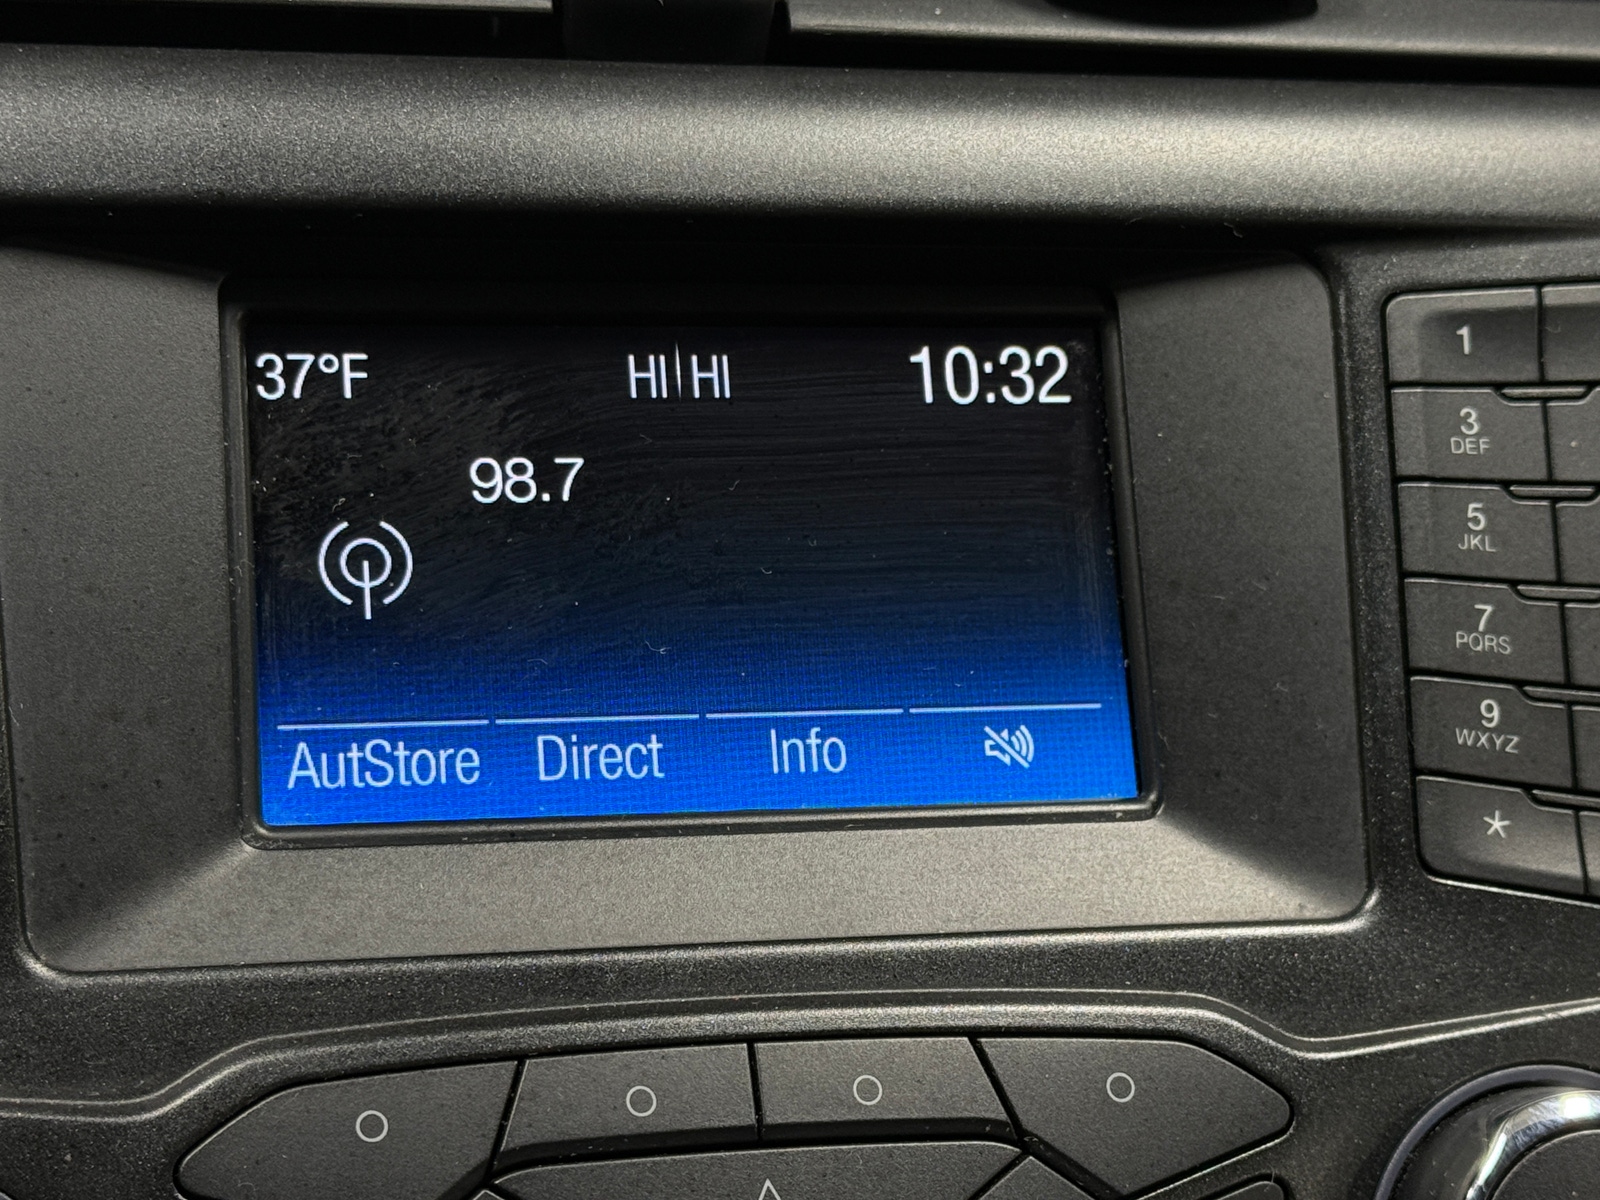 37°F HI|HI 10:32
98.7
AutStore Direct Info
1
3
DEF
5
JKL
7
PQRS
9
WXYZ
*